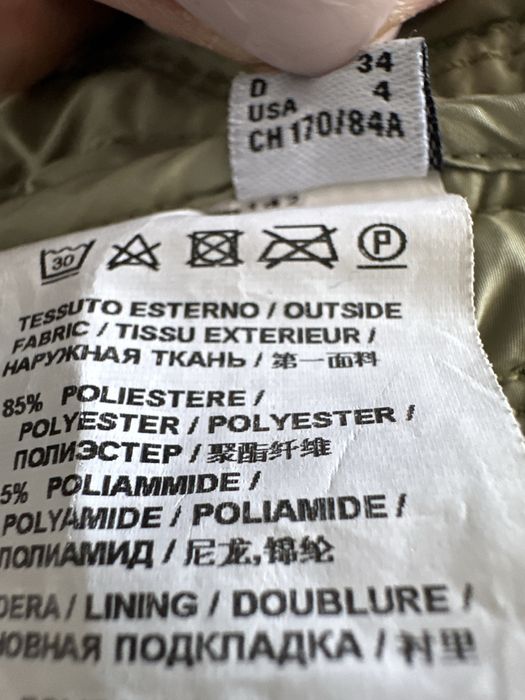 D 34
USA 4
CH 170/84A
30 P
TESSUTO ESTERNO / OUTSIDE
FABRIC / TISSU EXTERIEUR /
НАРУЖНАЯ ТКАНЬ / 第一面料
85% POLIESTERE /
POLYESTER / POLYESTER /
ПОЛИЭСТЕР / 聚酯纤维
5% POLIAMMIDE /
POLYAMIDE / POLIAMIDE /
ПОЛИАМИД / 尼龙,锦纶
DERA / LINING / DOUBLURE /
ОВНАЯ ПОДКЛАДКА / 衬里